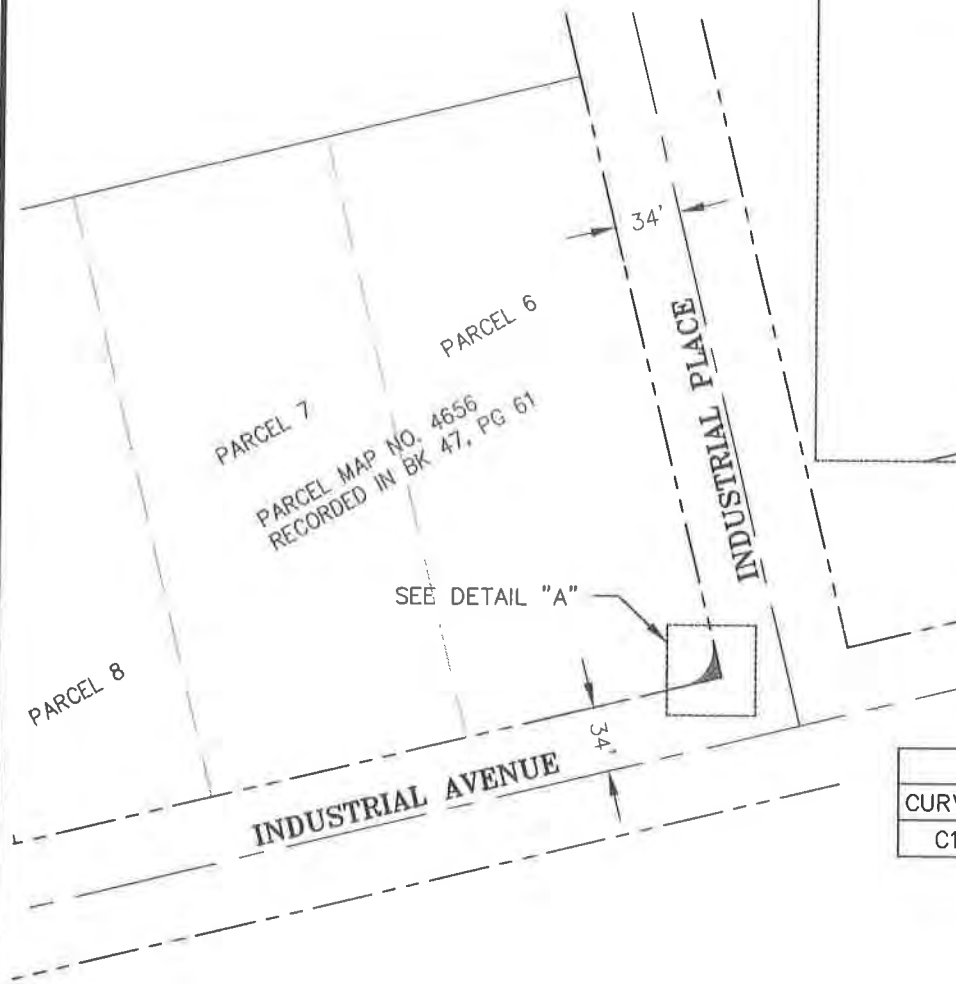 34'
PARCEL 6
INDUSTRIAL PLACE
PARCEL 7
PARCEL MAP NO. 4656
RECORDED IN BK 47, PG 61
SEE DETAIL "A"
PARCEL 8
34'
INDUSTRIAL AVENUE
CURV
C1